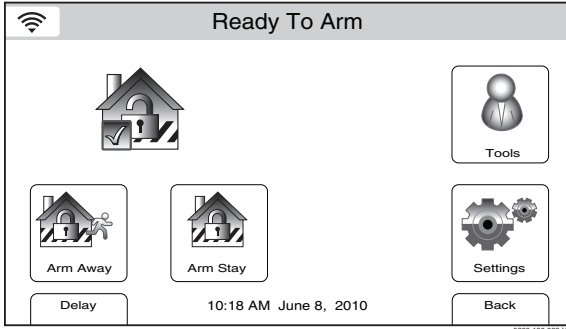 Ready To Arm
Tools
Arm Away
Arm Stay
Settings
Delay
10:18 AM June 8, 2010
Back